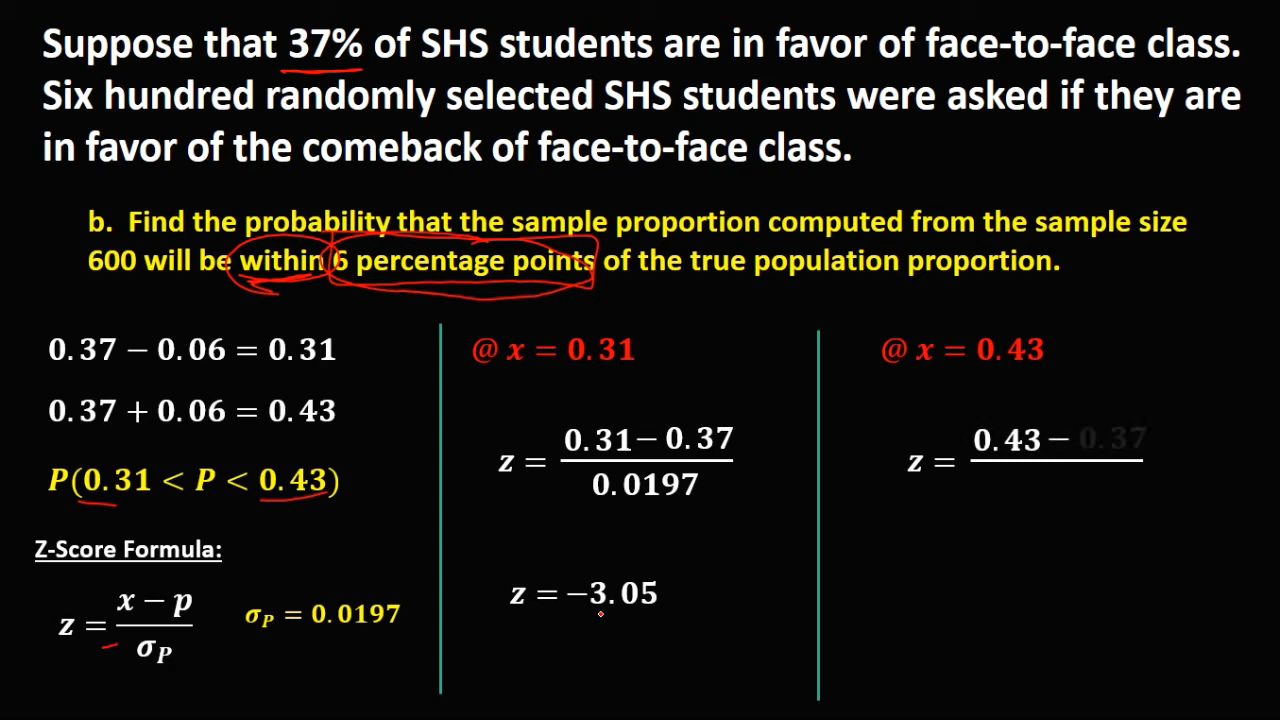 Suppose that 37% of SHS students are in favor of face-to-face class.
Six hundred randomly selected SHS students were asked if they are
in favor of the comeback of face-to-face class.
b. Find the probability that the sample proportion computed from the sample size
600 will be within 6 percentage points of the true population proportion.
0.37 − 0.06 = 0.31
0.37 + 0.06 = 0.43
P(0.31 < P < 0.43)
Z-Score Formula:
z = x − p / σP
σP = 0.0197
@ x = 0.31
z = 0.31 − 0.37 / 0.0197
z = −3.05
@ x = 0.43
z = 0.43 − 0.37